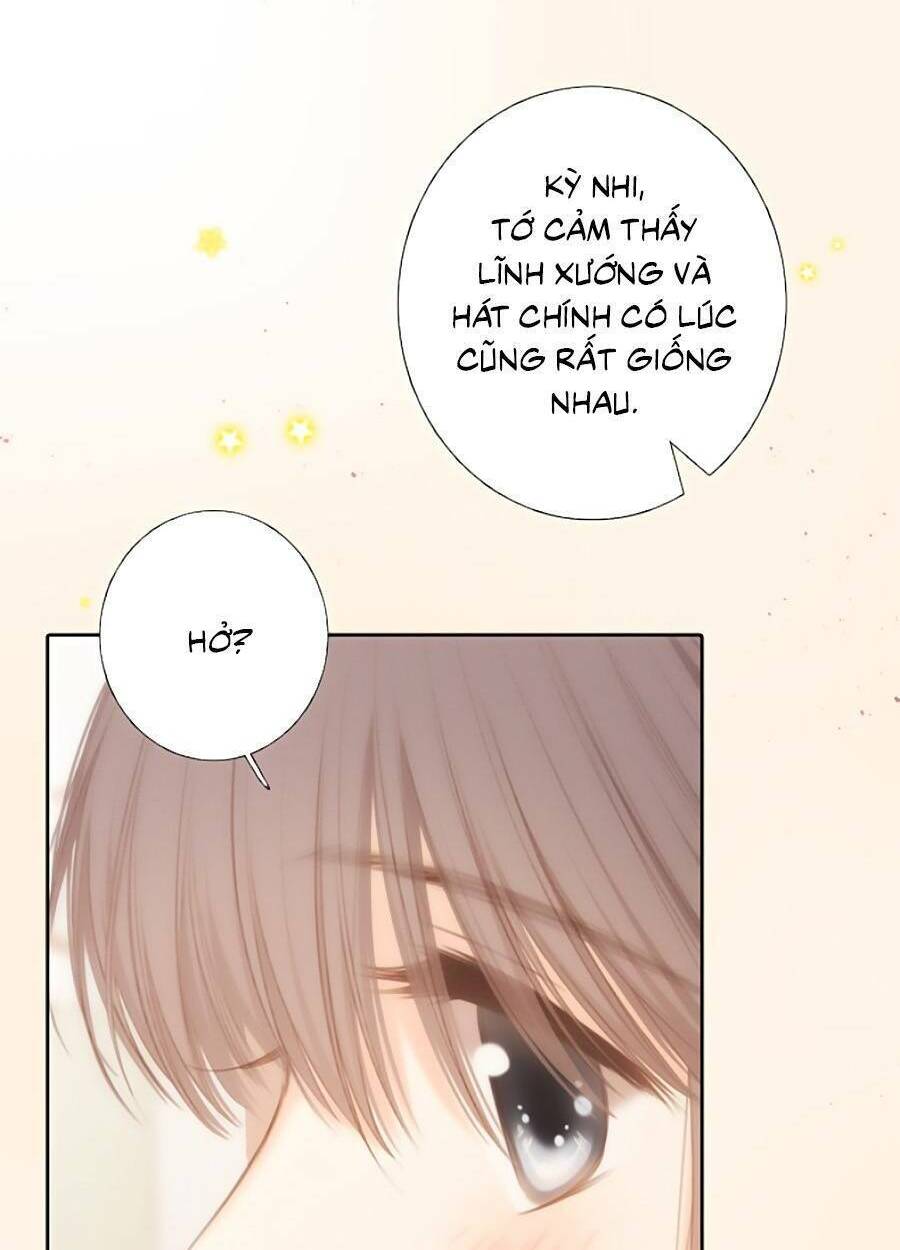 KỲ NHI,
TỚ CẢM THẤY
LĨNH XƯỚNG VÀ
HÁT CHÍNH CÓ LÚC
CŨNG RẤT GIỐNG
NHAU.
HỞ?